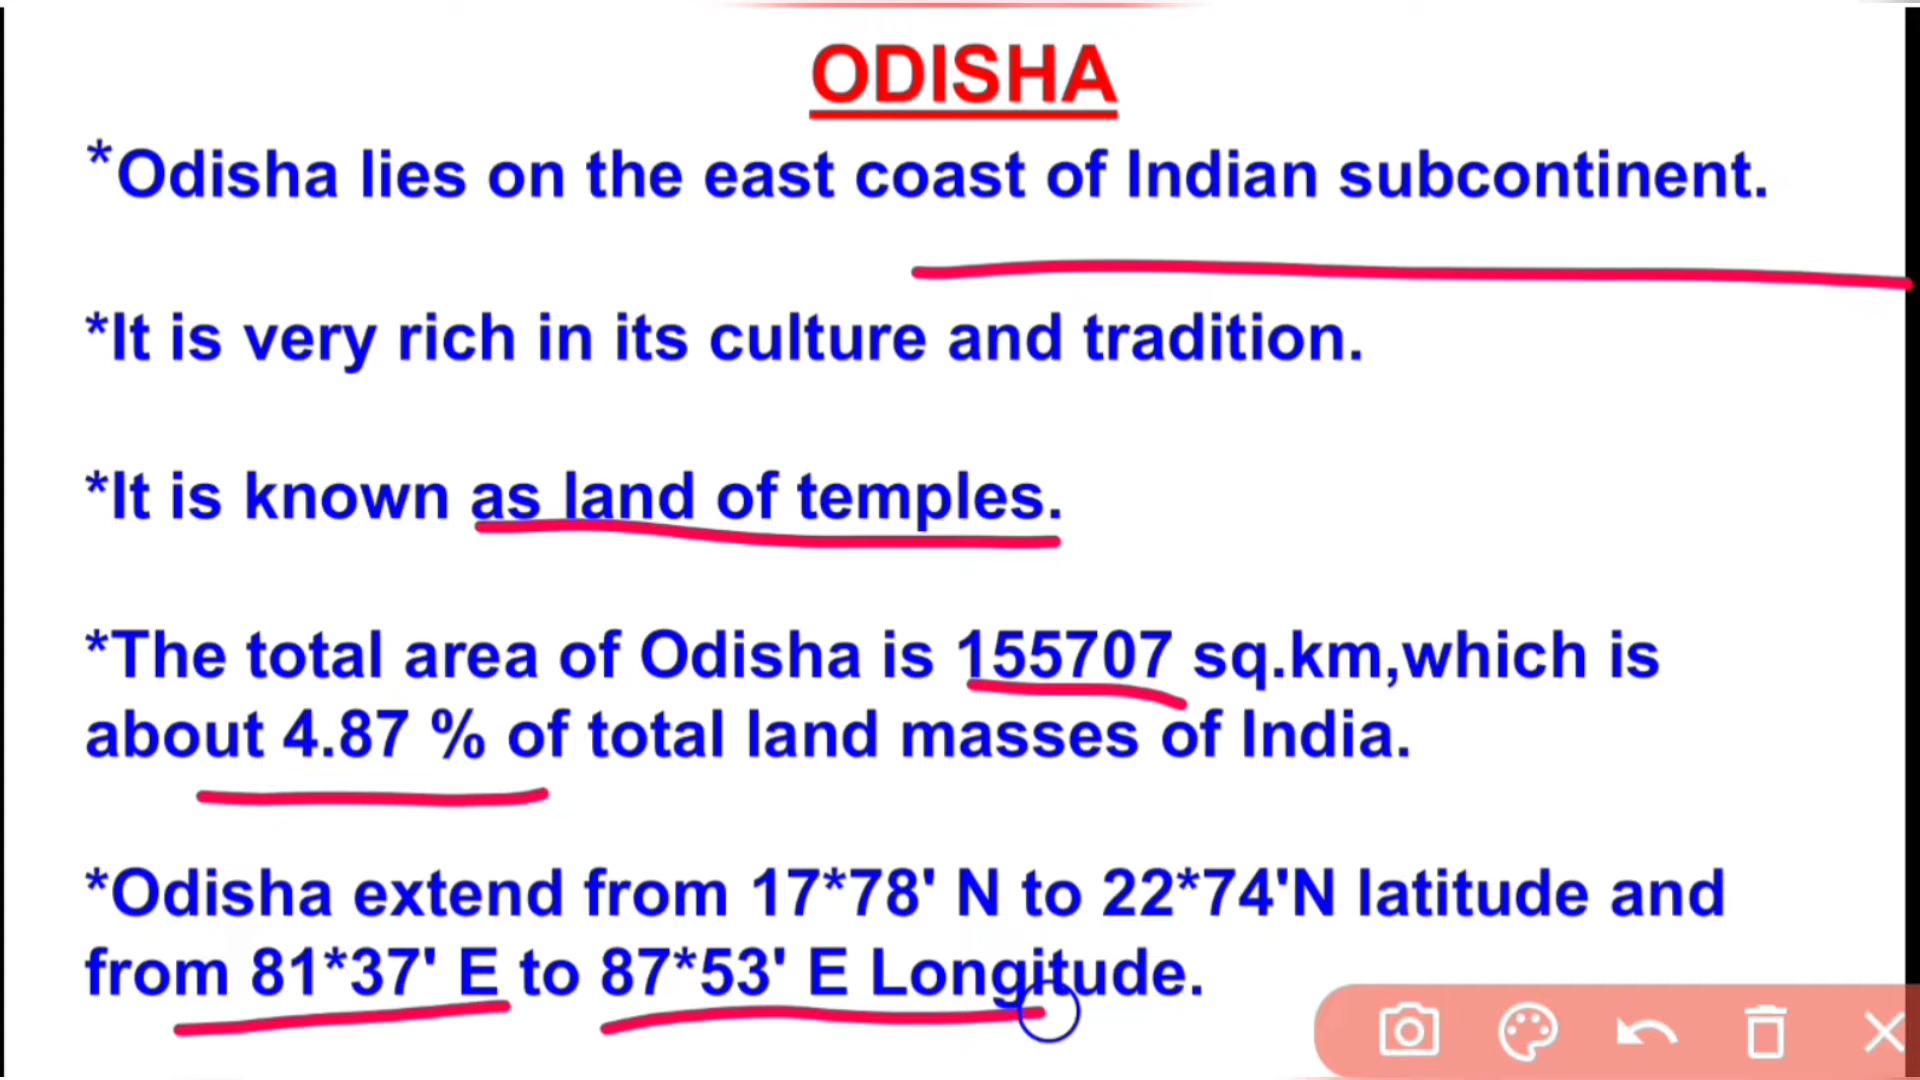 ODISHA
*Odisha lies on the east coast of Indian subcontinent.
*It is very rich in its culture and tradition.
*It is known as land of temples.
*The total area of Odisha is 155707 sq.km,which is
about 4.87 % of total land masses of India.
*Odisha extend from 17*78' N to 22*74'N latitude and
from 81*37' E to 87*53' E Longitude.